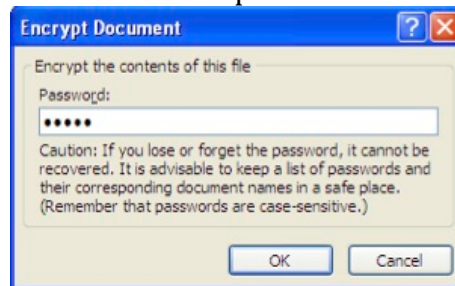 Encrypt Document
Encrypt the contents of this file
Password:
•••••
Caution: If you lose or forget the password, it cannot be
recovered. It is advisable to keep a list of passwords and
their corresponding document names in a safe place.
(Remember that passwords are case-sensitive.)
OK Cancel